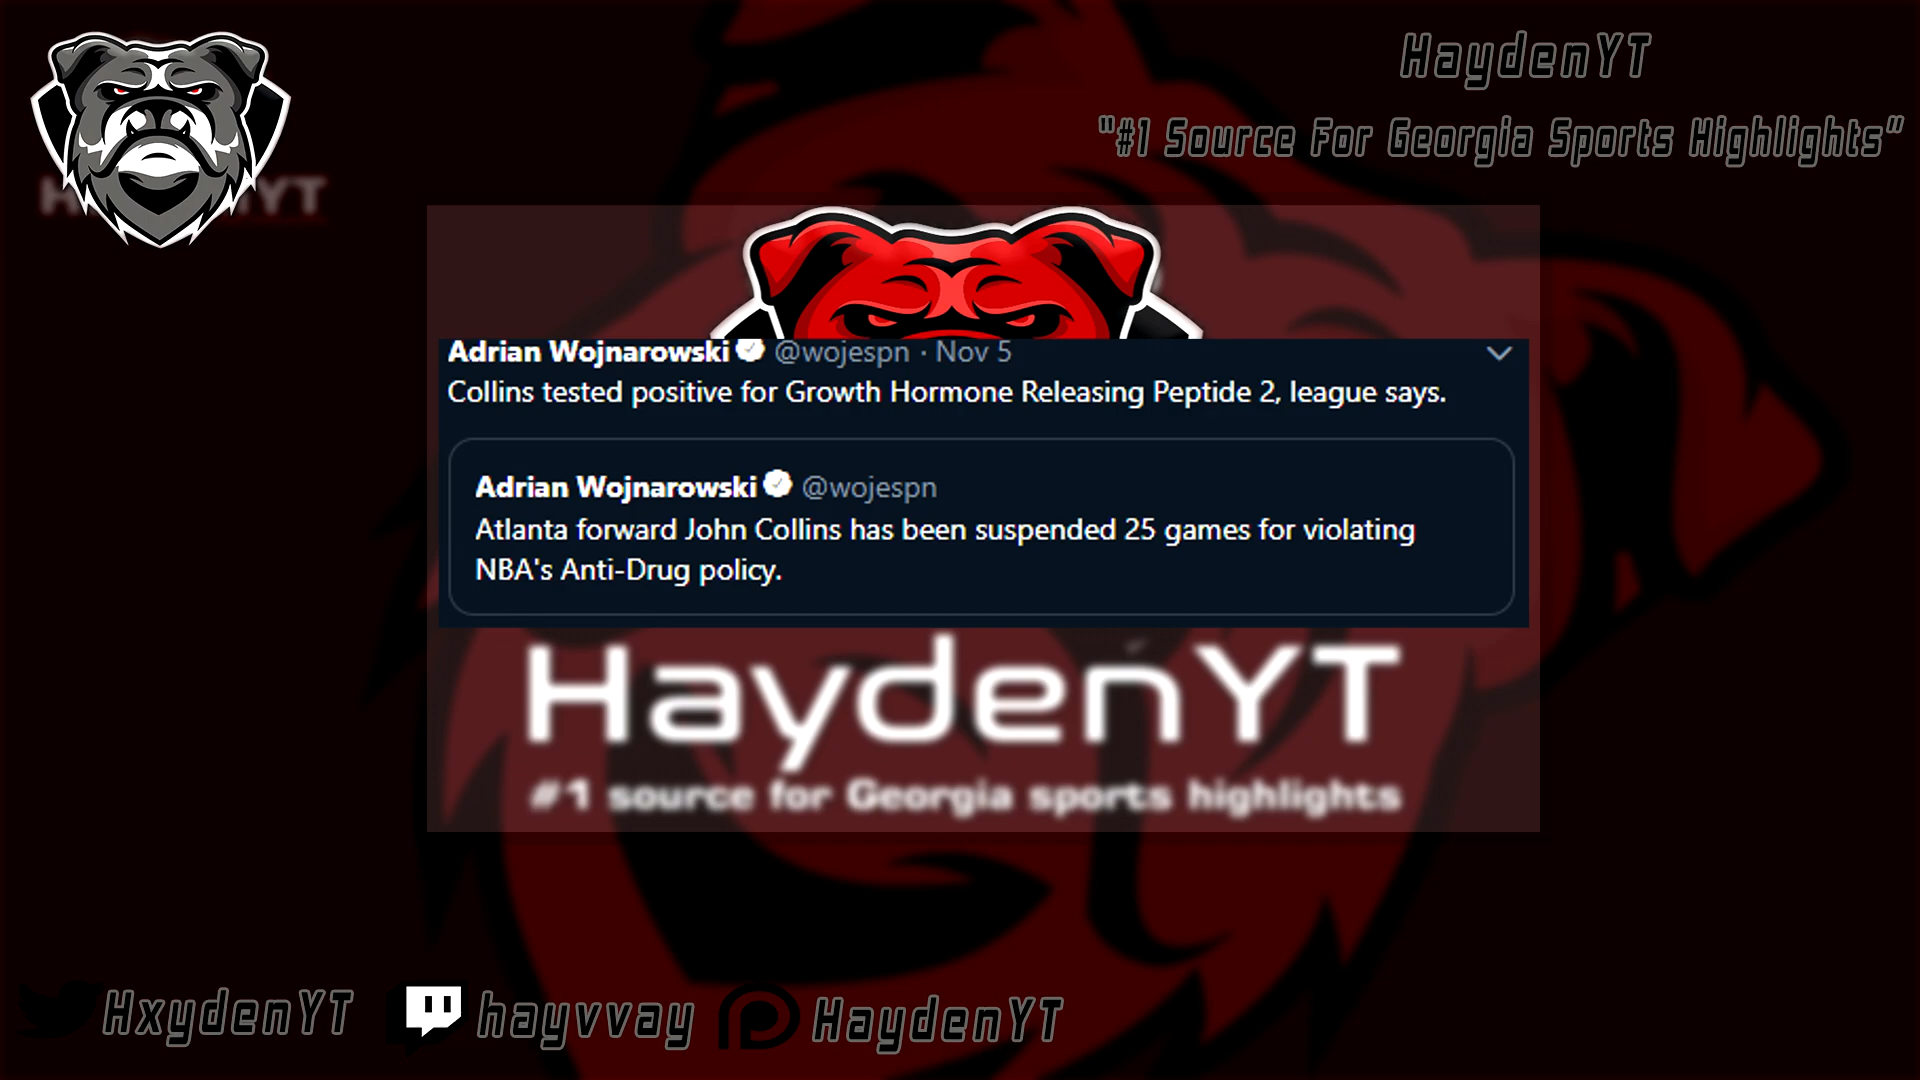 HaydenYT
"#1 Source For Georgia Sports Highlights"
Adrian Wojnarowski @wojespn · Nov 5
Collins tested positive for Growth Hormone Releasing Peptide 2, league says.
Adrian Wojnarowski @wojespn
Atlanta forward John Collins has been suspended 25 games for violating
NBA's Anti-Drug policy.
HaydenYT
#1 source for Georgia sports highlights
HxydenYT
hayvvay
HaydenYT